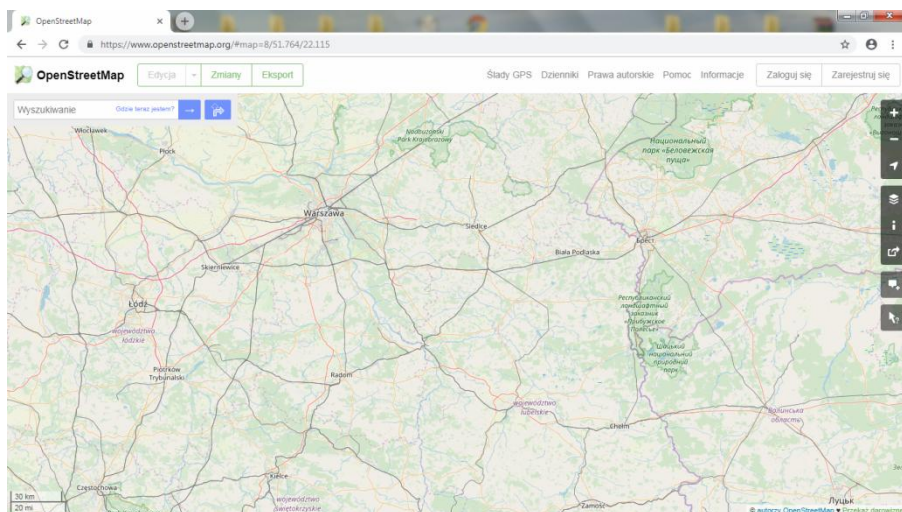 OpenStreetMap
https://www.openstreetmap.org/#map=8/51.764/22.115
OpenStreetMap
Edycja
Zmiany
Eksport
Ślady GPS
Dzienniki
Prawa autorskie
Pomoc
Informacje
Zaloguj się
Zarejestruj się
Wyszukiwanie
Gdzie teraz jestem?
Włocławek
Płock
Nadbużański
Park Krajobrazowy
Национальный
парк «Беловежская
пуща»
Warszawa
Siedlce
Biała Podlaska
Брест
Skierniewice
Łódź
województwo
łódzkie
Республиканский
ландшафтный
заказник
«Прибужское
Полесье»
Шацький
національний
природний
парк
Piotrków
Trybunalski
Radom
województwo
lubelskie
Волинська
область
Chełm
Kielce
Częstochowa
województwo
świętokrzyskie
Zamość
Луцьк
30 km
20 mi
© autorzy OpenStreetMap ♥ Przekaż darowiznę